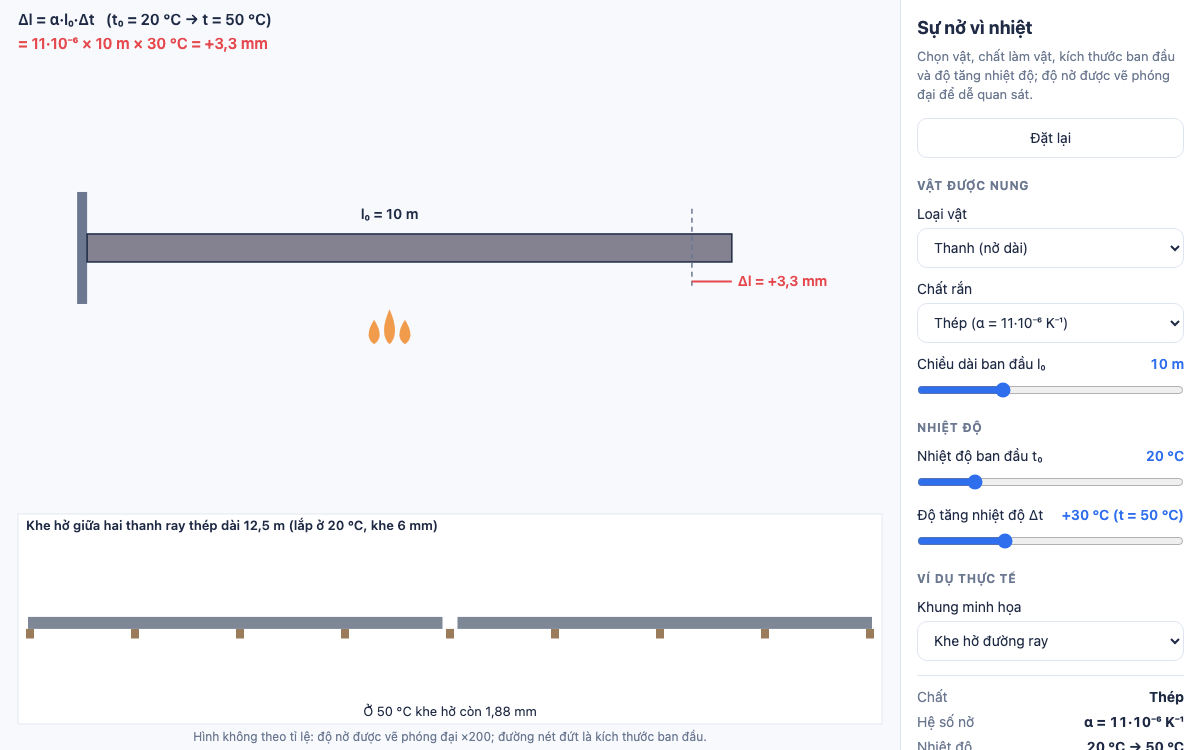 Δl = α·l₀·Δt (t₀ = 20 °C → t = 50 °C)
= 11·10⁻⁶ × 10 m × 30 °C = +3,3 mm
l₀ = 10 m
Δl = +3,3 mm
Khe hở giữa hai thanh ray thép dài 12,5 m (lắp ở 20 °C, khe 6 mm)
Ở 50 °C khe hở còn 1,88 mm
Hình không theo tỉ lệ: độ nở được vẽ phóng đại ×200; đường nét đứt là kích thước ban đầu.
Sự nở vì nhiệt
Chọn vật, chất làm vật, kích thước ban đầu
và độ tăng nhiệt độ; độ nở được vẽ phóng
đại để dễ quan sát.
Đặt lại
VẬT ĐƯỢC NUNG
Loại vật
Thanh (nở dài)
Chất rắn
Thép (α = 11·10⁻⁶ K⁻¹)
Chiều dài ban đầu l₀ 10 m
NHIỆT ĐỘ
Nhiệt độ ban đầu t₀ 20 °C
Độ tăng nhiệt độ Δt +30 °C (t = 50 °C)
VÍ DỤ THỰC TẾ
Khung minh họa
Khe hở đường ray
Chất Thép
Hệ số nở α = 11·10⁻⁶ K⁻¹
Nhiệt độ 20 °C → 50 °C